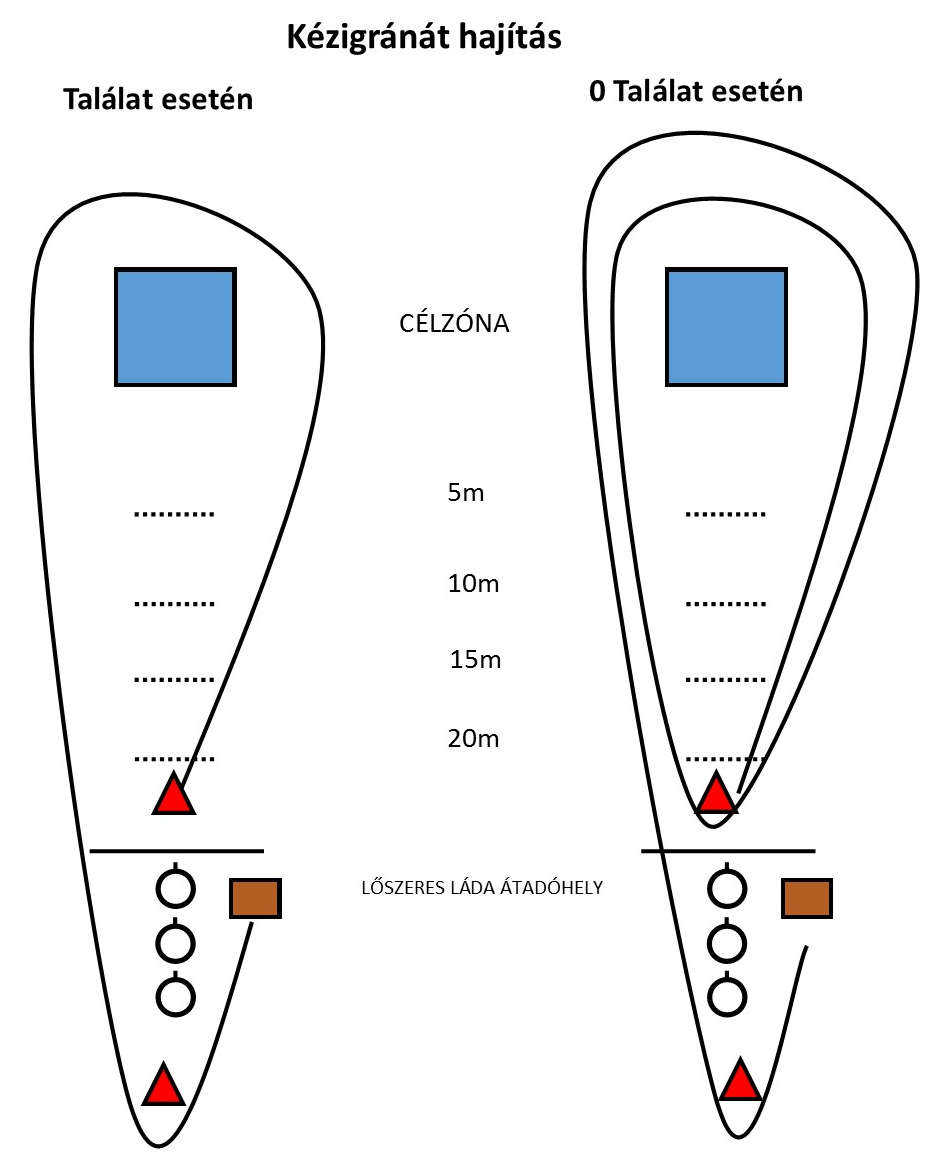 Kézigránát hajítás
Találat esetén
0 Találat esetén
CÉLZÓNA
5m
10m
15m
20m
LŐSZERES LÁDA ÁTADÓHELY